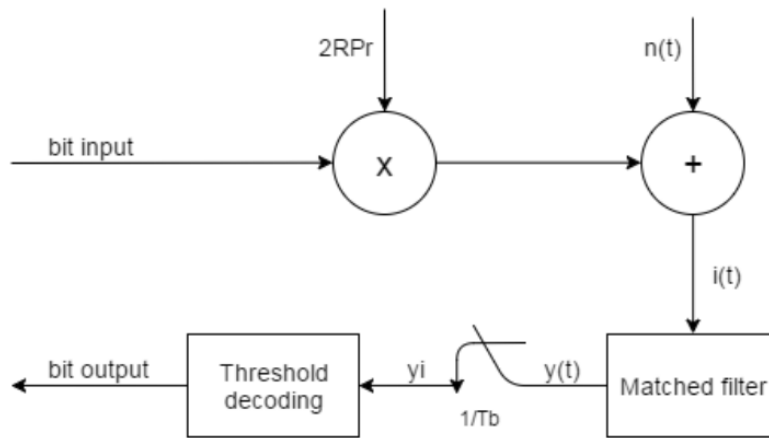 2RPr
n(t)
bit input
x
+
i(t)
bit output
Threshold
decoding
yi
1/Tb
y(t)
Matched filter